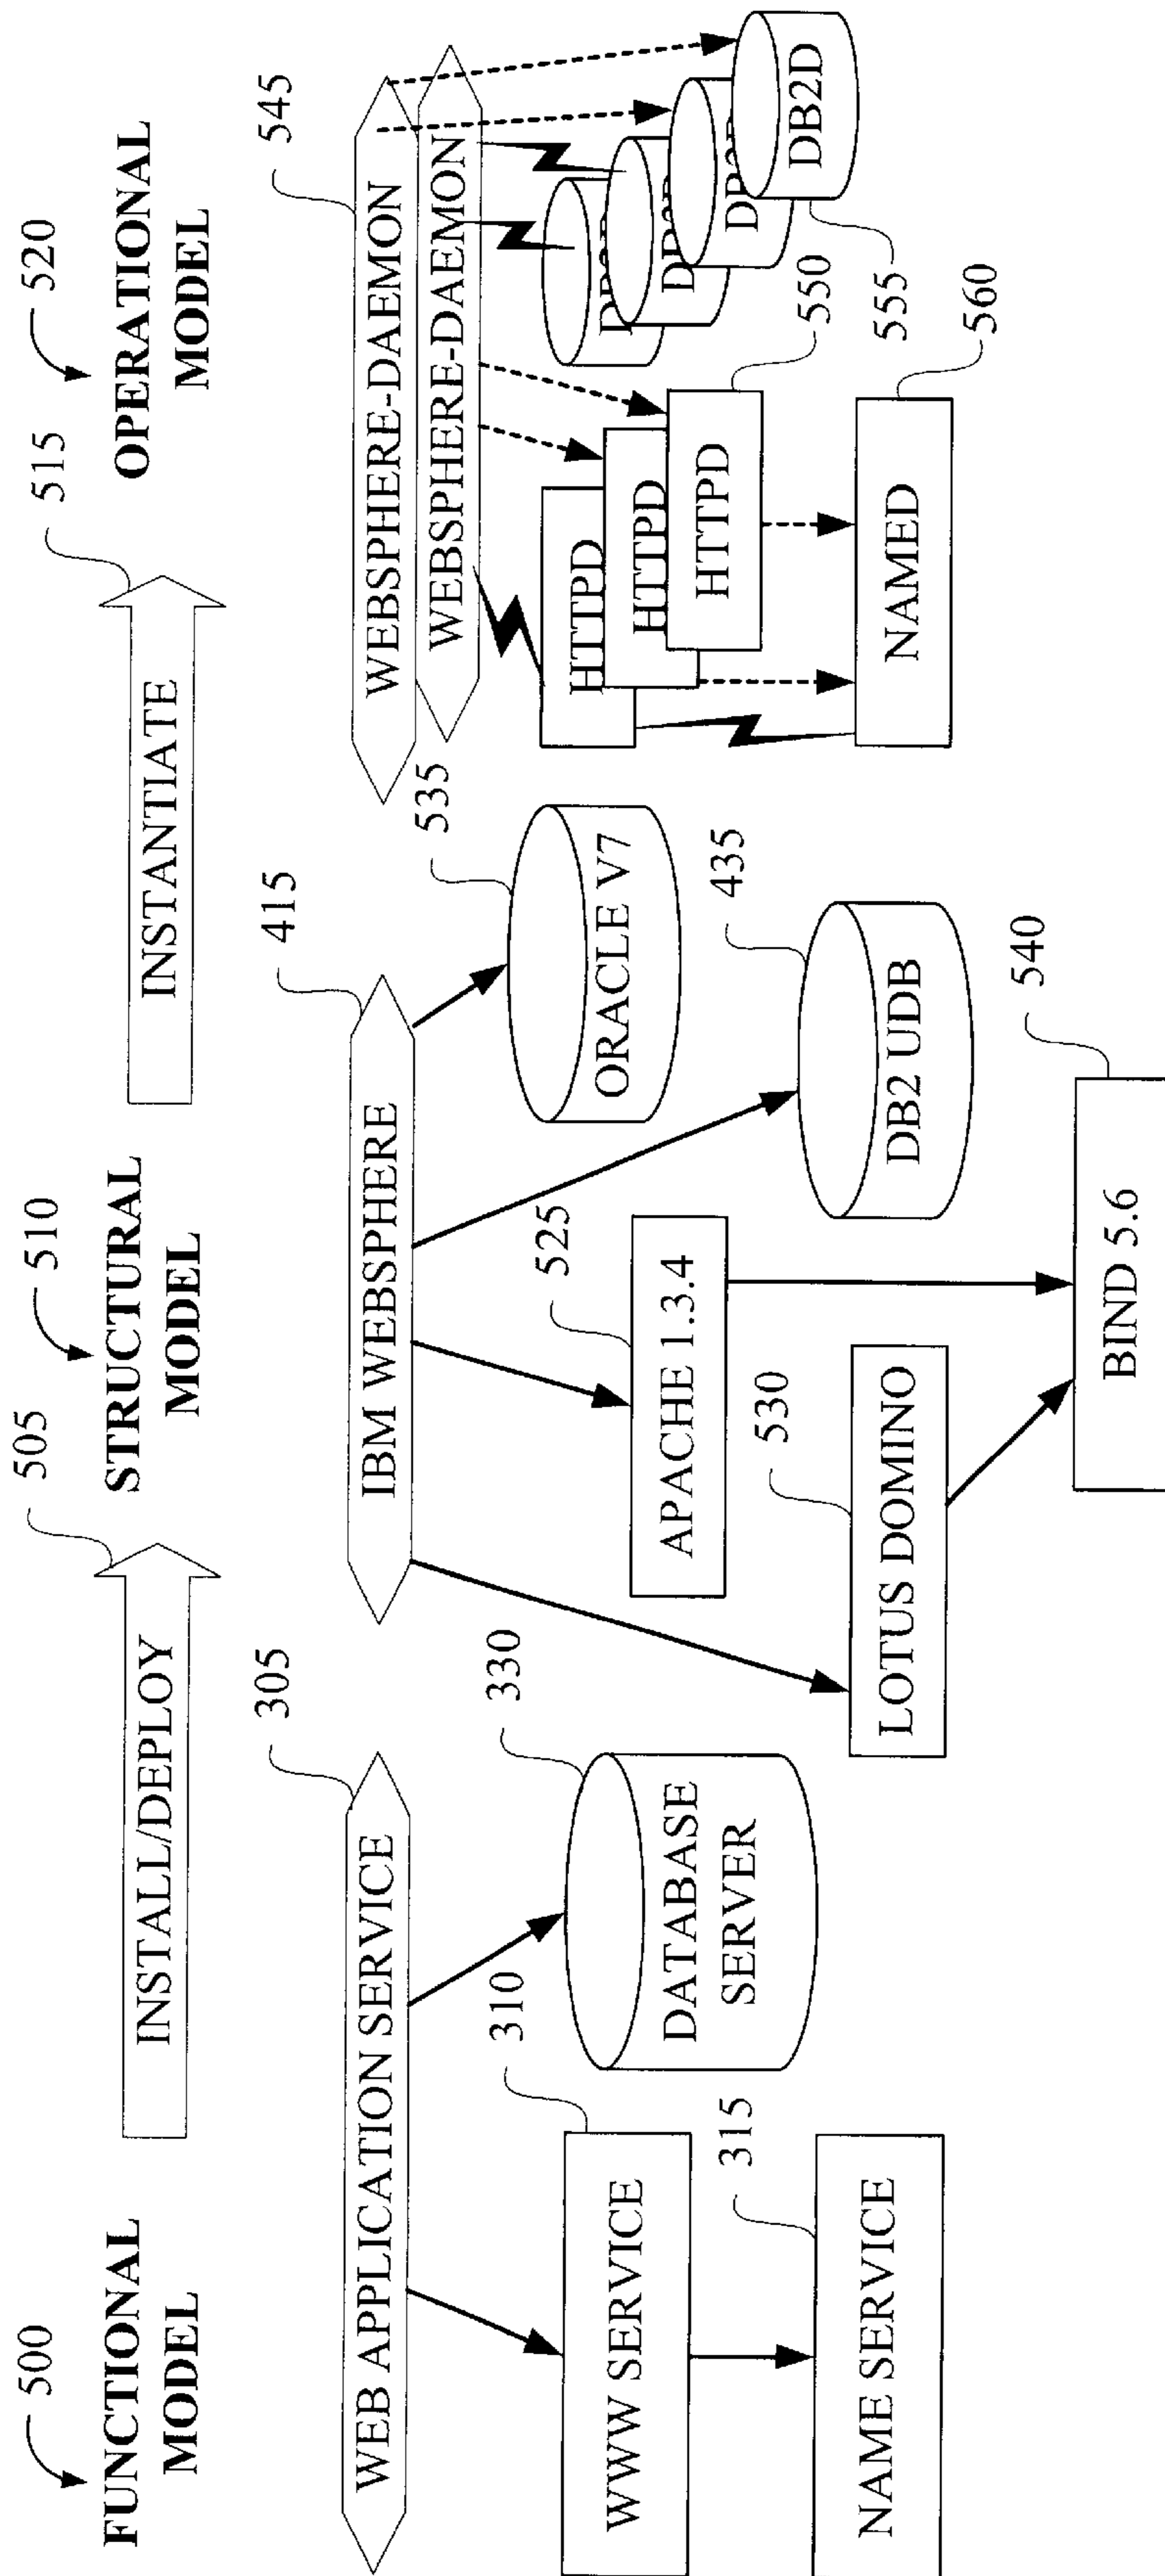 500
FUNCTIONAL
MODEL
INSTALL/DEPLOY
505
510
STRUCTURAL
MODEL
INSTANTIATE
515
520
OPERATIONAL
MODEL
WEB APPLICATION SERVICE
305
WWW SERVICE
310
DATABASE
SERVER
330
NAME SERVICE
315
IBM WEBSPHERE
415
APACHE 1.3.4
525
LOTUS DOMINO
530
ORACLE V7
535
DB2 UDB
435
BIND 5.6
540
WEBSPHERE-DAEMON
545
WEBSPHERE-DAEMON
HTTPD
HTTPD
HTTPD
550
DB2D
555
NAMED
560